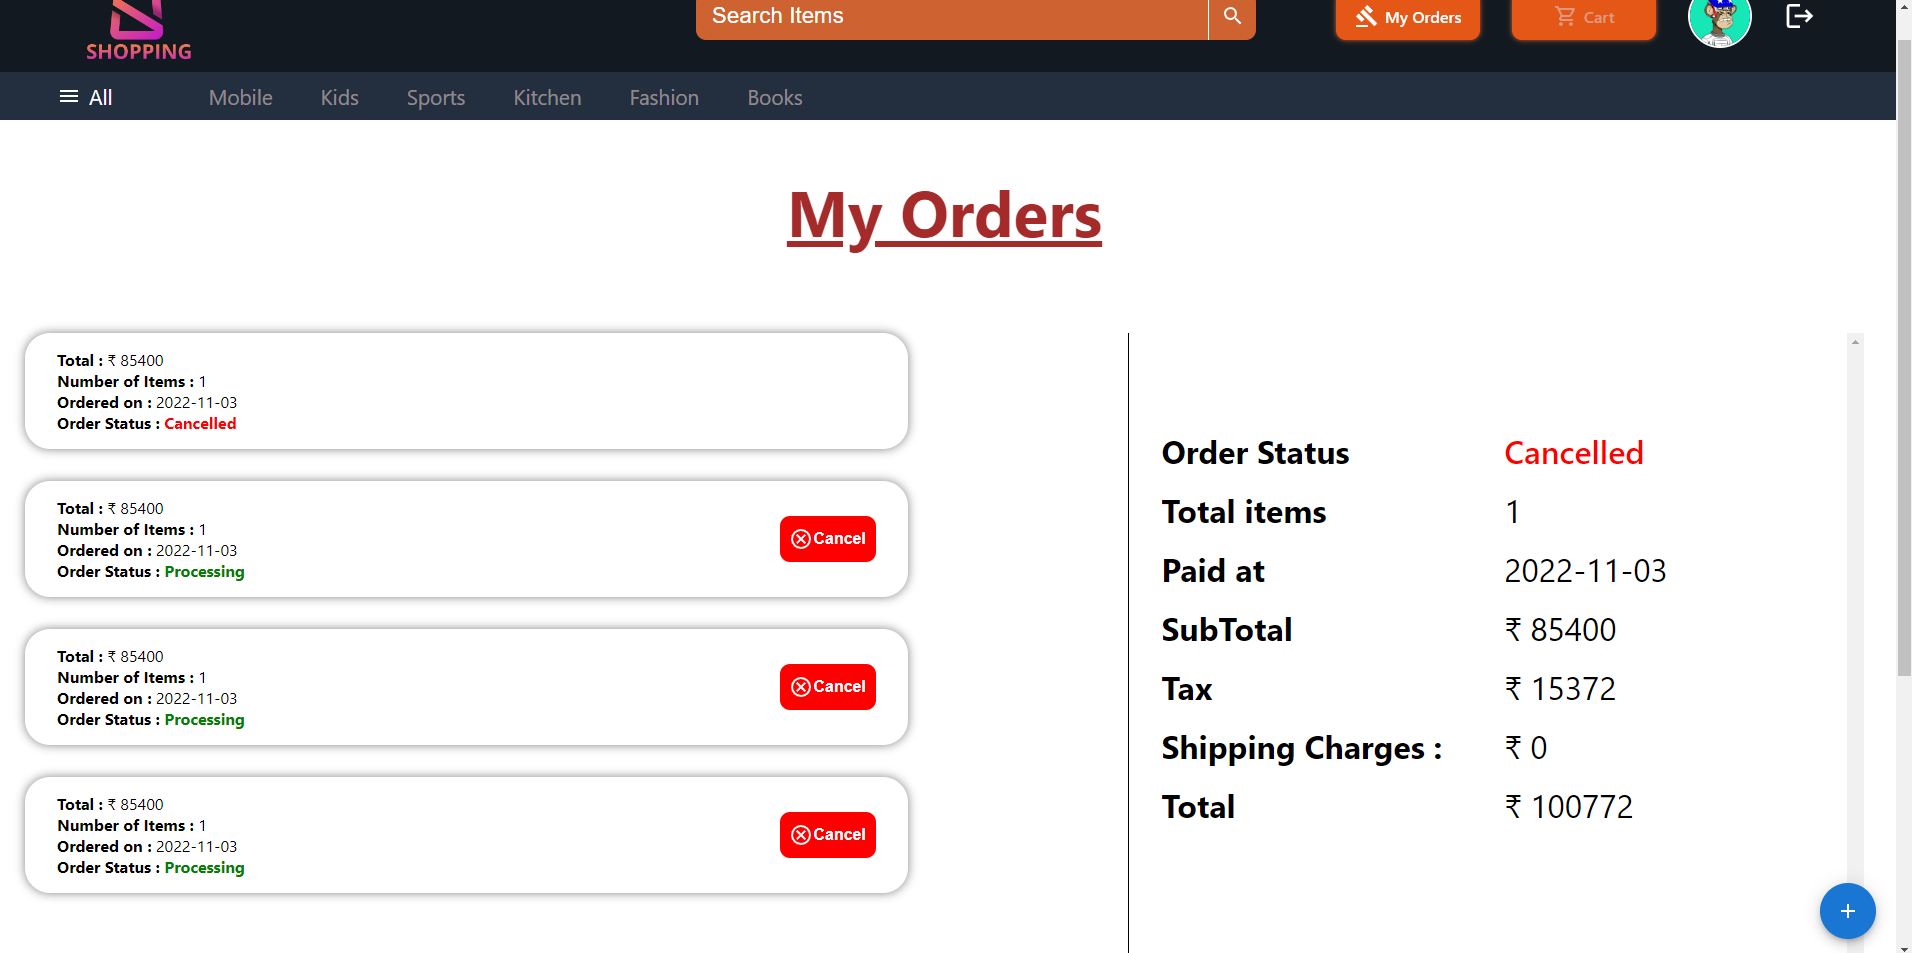 SHOPPING
Search Items
My Orders
Cart
All
Mobile
Kids
Sports
Kitchen
Fashion
Books
My Orders
Total : ₹ 85400
Number of Items : 1
Ordered on : 2022-11-03
Order Status : Cancelled
Total : ₹ 85400
Number of Items : 1
Ordered on : 2022-11-03
Order Status : Processing
Cancel
Total : ₹ 85400
Number of Items : 1
Ordered on : 2022-11-03
Order Status : Processing
Cancel
Total : ₹ 85400
Number of Items : 1
Ordered on : 2022-11-03
Order Status : Processing
Cancel
Order Status Cancelled
Total items 1
Paid at 2022-11-03
SubTotal ₹ 85400
Tax ₹ 15372
Shipping Charges : ₹ 0
Total ₹ 100772